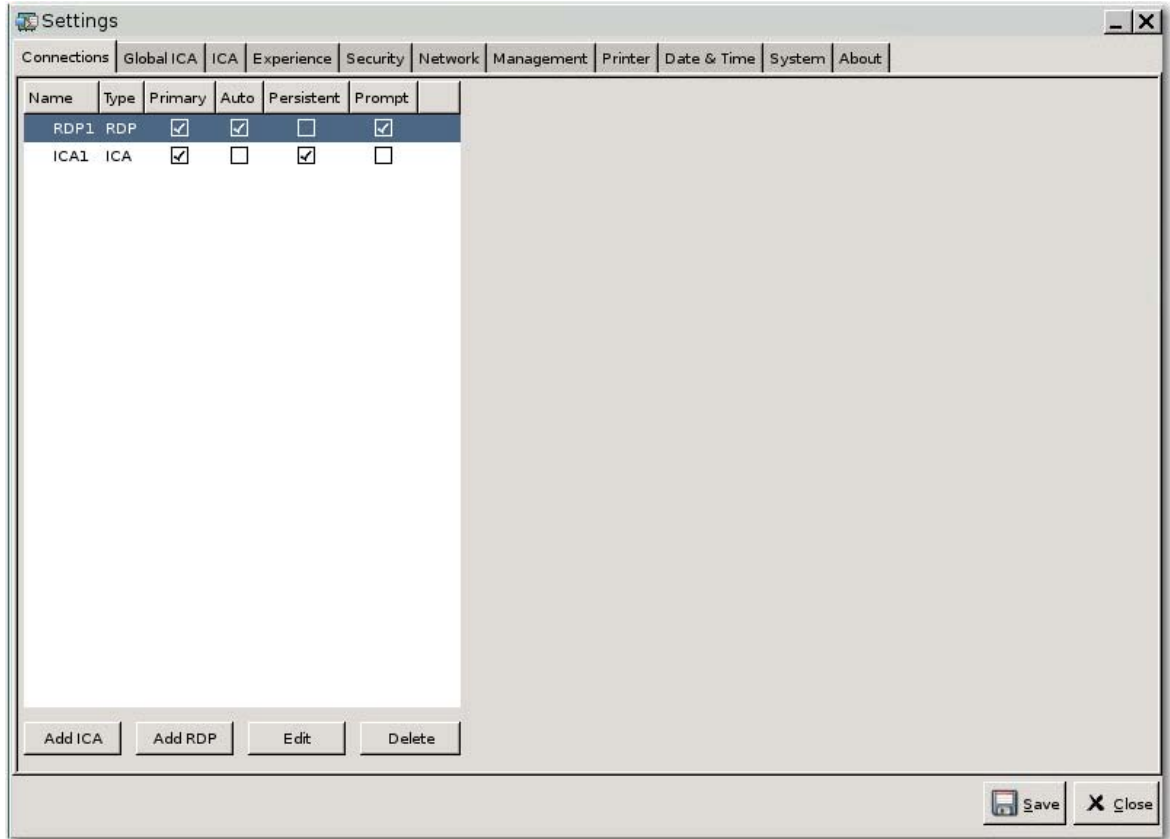 Settings
Connections Global ICA ICA Experience Security Network Management Printer Date & Time System About
Name Type Primary Auto Persistent Prompt
RDP1 RDP
ICA1 ICA
Add ICA Add RDP Edit Delete
Save Close